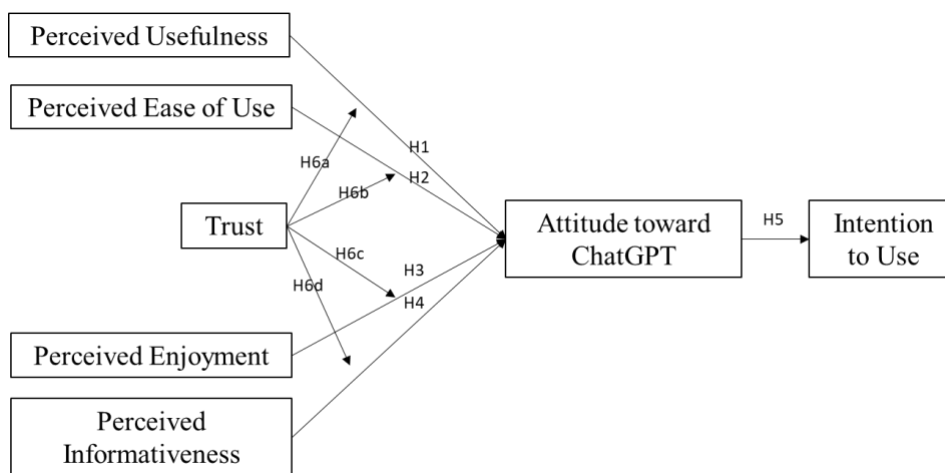 Perceived Usefulness
Perceived Ease of Use
H1
H6a
H2
H6b
Trust
Attitude toward
ChatGPT
H5
Intention
to Use
H6c
H3
H6d
H4
Perceived Enjoyment
Perceived
Informativeness